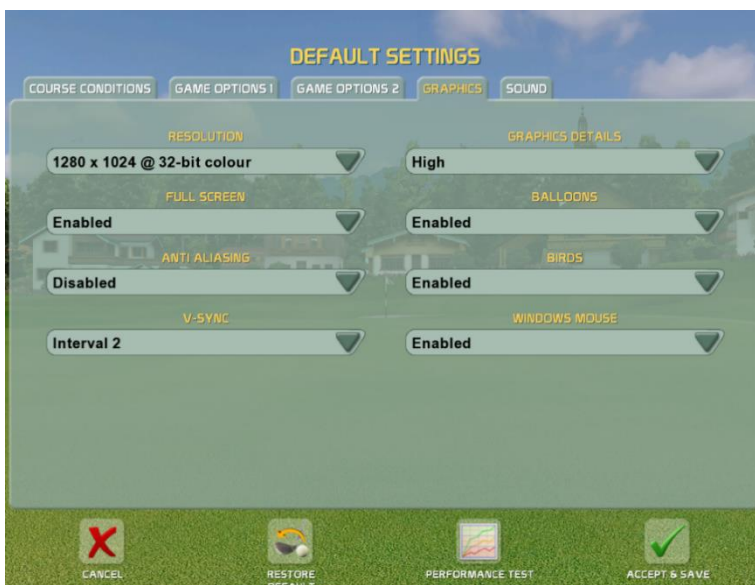 DEFAULT SETTINGS
COURSE CONDITIONS GAME OPTIONS 1 GAME OPTIONS 2 GRAPHICS SOUND
RESOLUTION GRAPHICS DETAILS
1280 x 1024 @ 32-bit colour High
FULL SCREEN BALLOONS
Enabled Enabled
ANTI ALIASING BIRDS
Disabled Enabled
V-SYNC WINDOWS MOUSE
Interval 2 Enabled
CANCEL RESTORE PERFORMANCE TEST ACCEPT & SAVE
DEFAULT